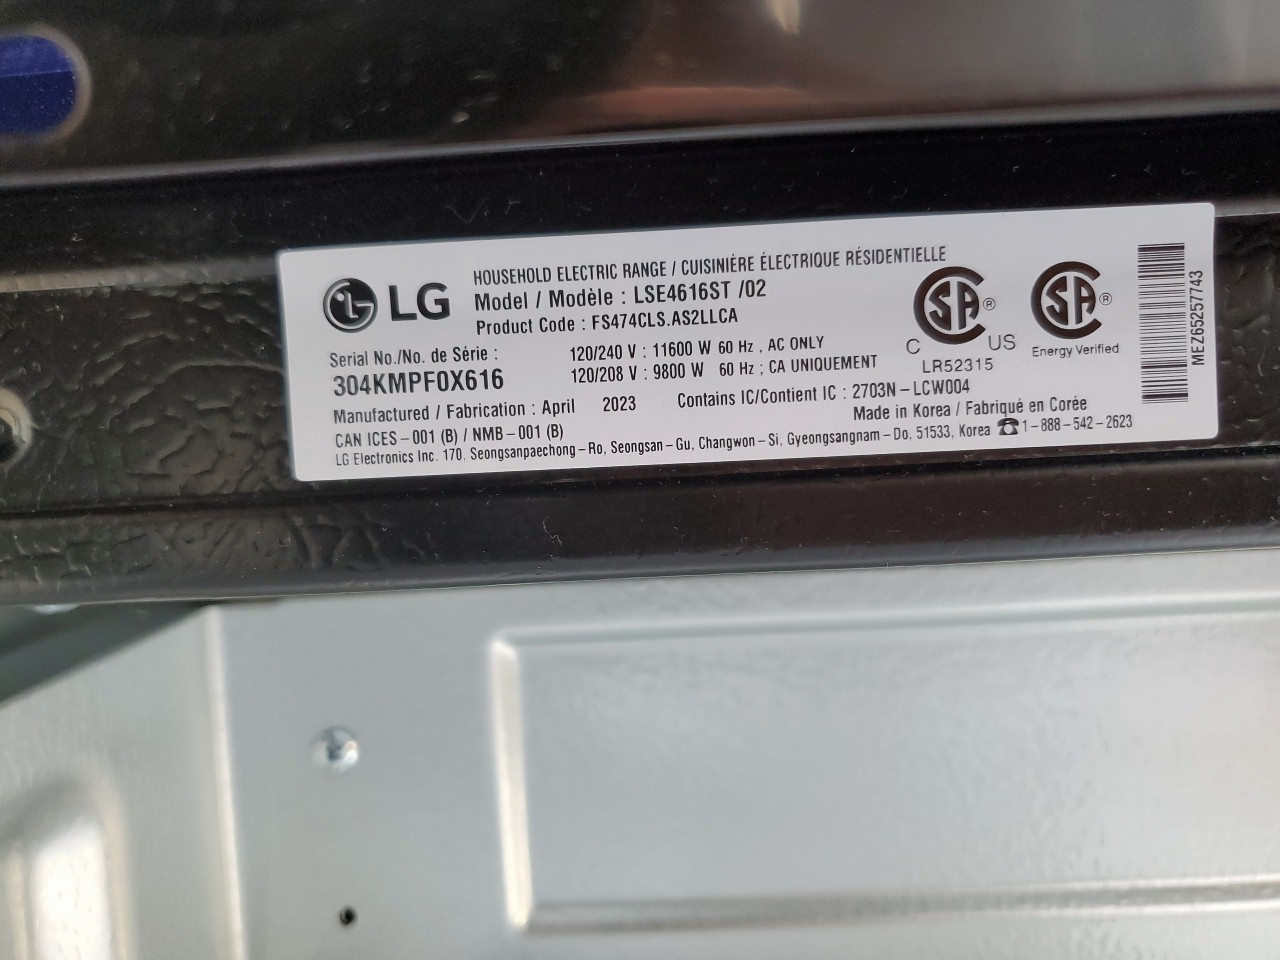 LG
HOUSEHOLD ELECTRIC RANGE / CUISINIÈRE ÉLECTRIQUE RÉSIDENTIELLE
Model / Modèle : LSE4616ST /02
Product Code : FS474CLS.AS2LLCA
Serial No./No. de Série :
304KMPF0X616
120/240 V : 11600 W 60 Hz , AC ONLY
120/208 V : 9800 W 60 Hz ; CA UNIQUEMENT
Manufactured / Fabrication : April 2023
Contains IC/Contient IC : 2703N-LCW004
CAN ICES-001 (B) / NMB-001 (B)
Made in Korea / Fabriqué en Corée
LG Electronics Inc. 170, Seongsanpaechong-Ro, Seongsan-Gu, Changwon-Si, Gyeongsangnam-Do, 51533, Korea ☎1-888-542-2623
SA®
C US
LR52315
SA®
Energy Verified
MEZ65257743